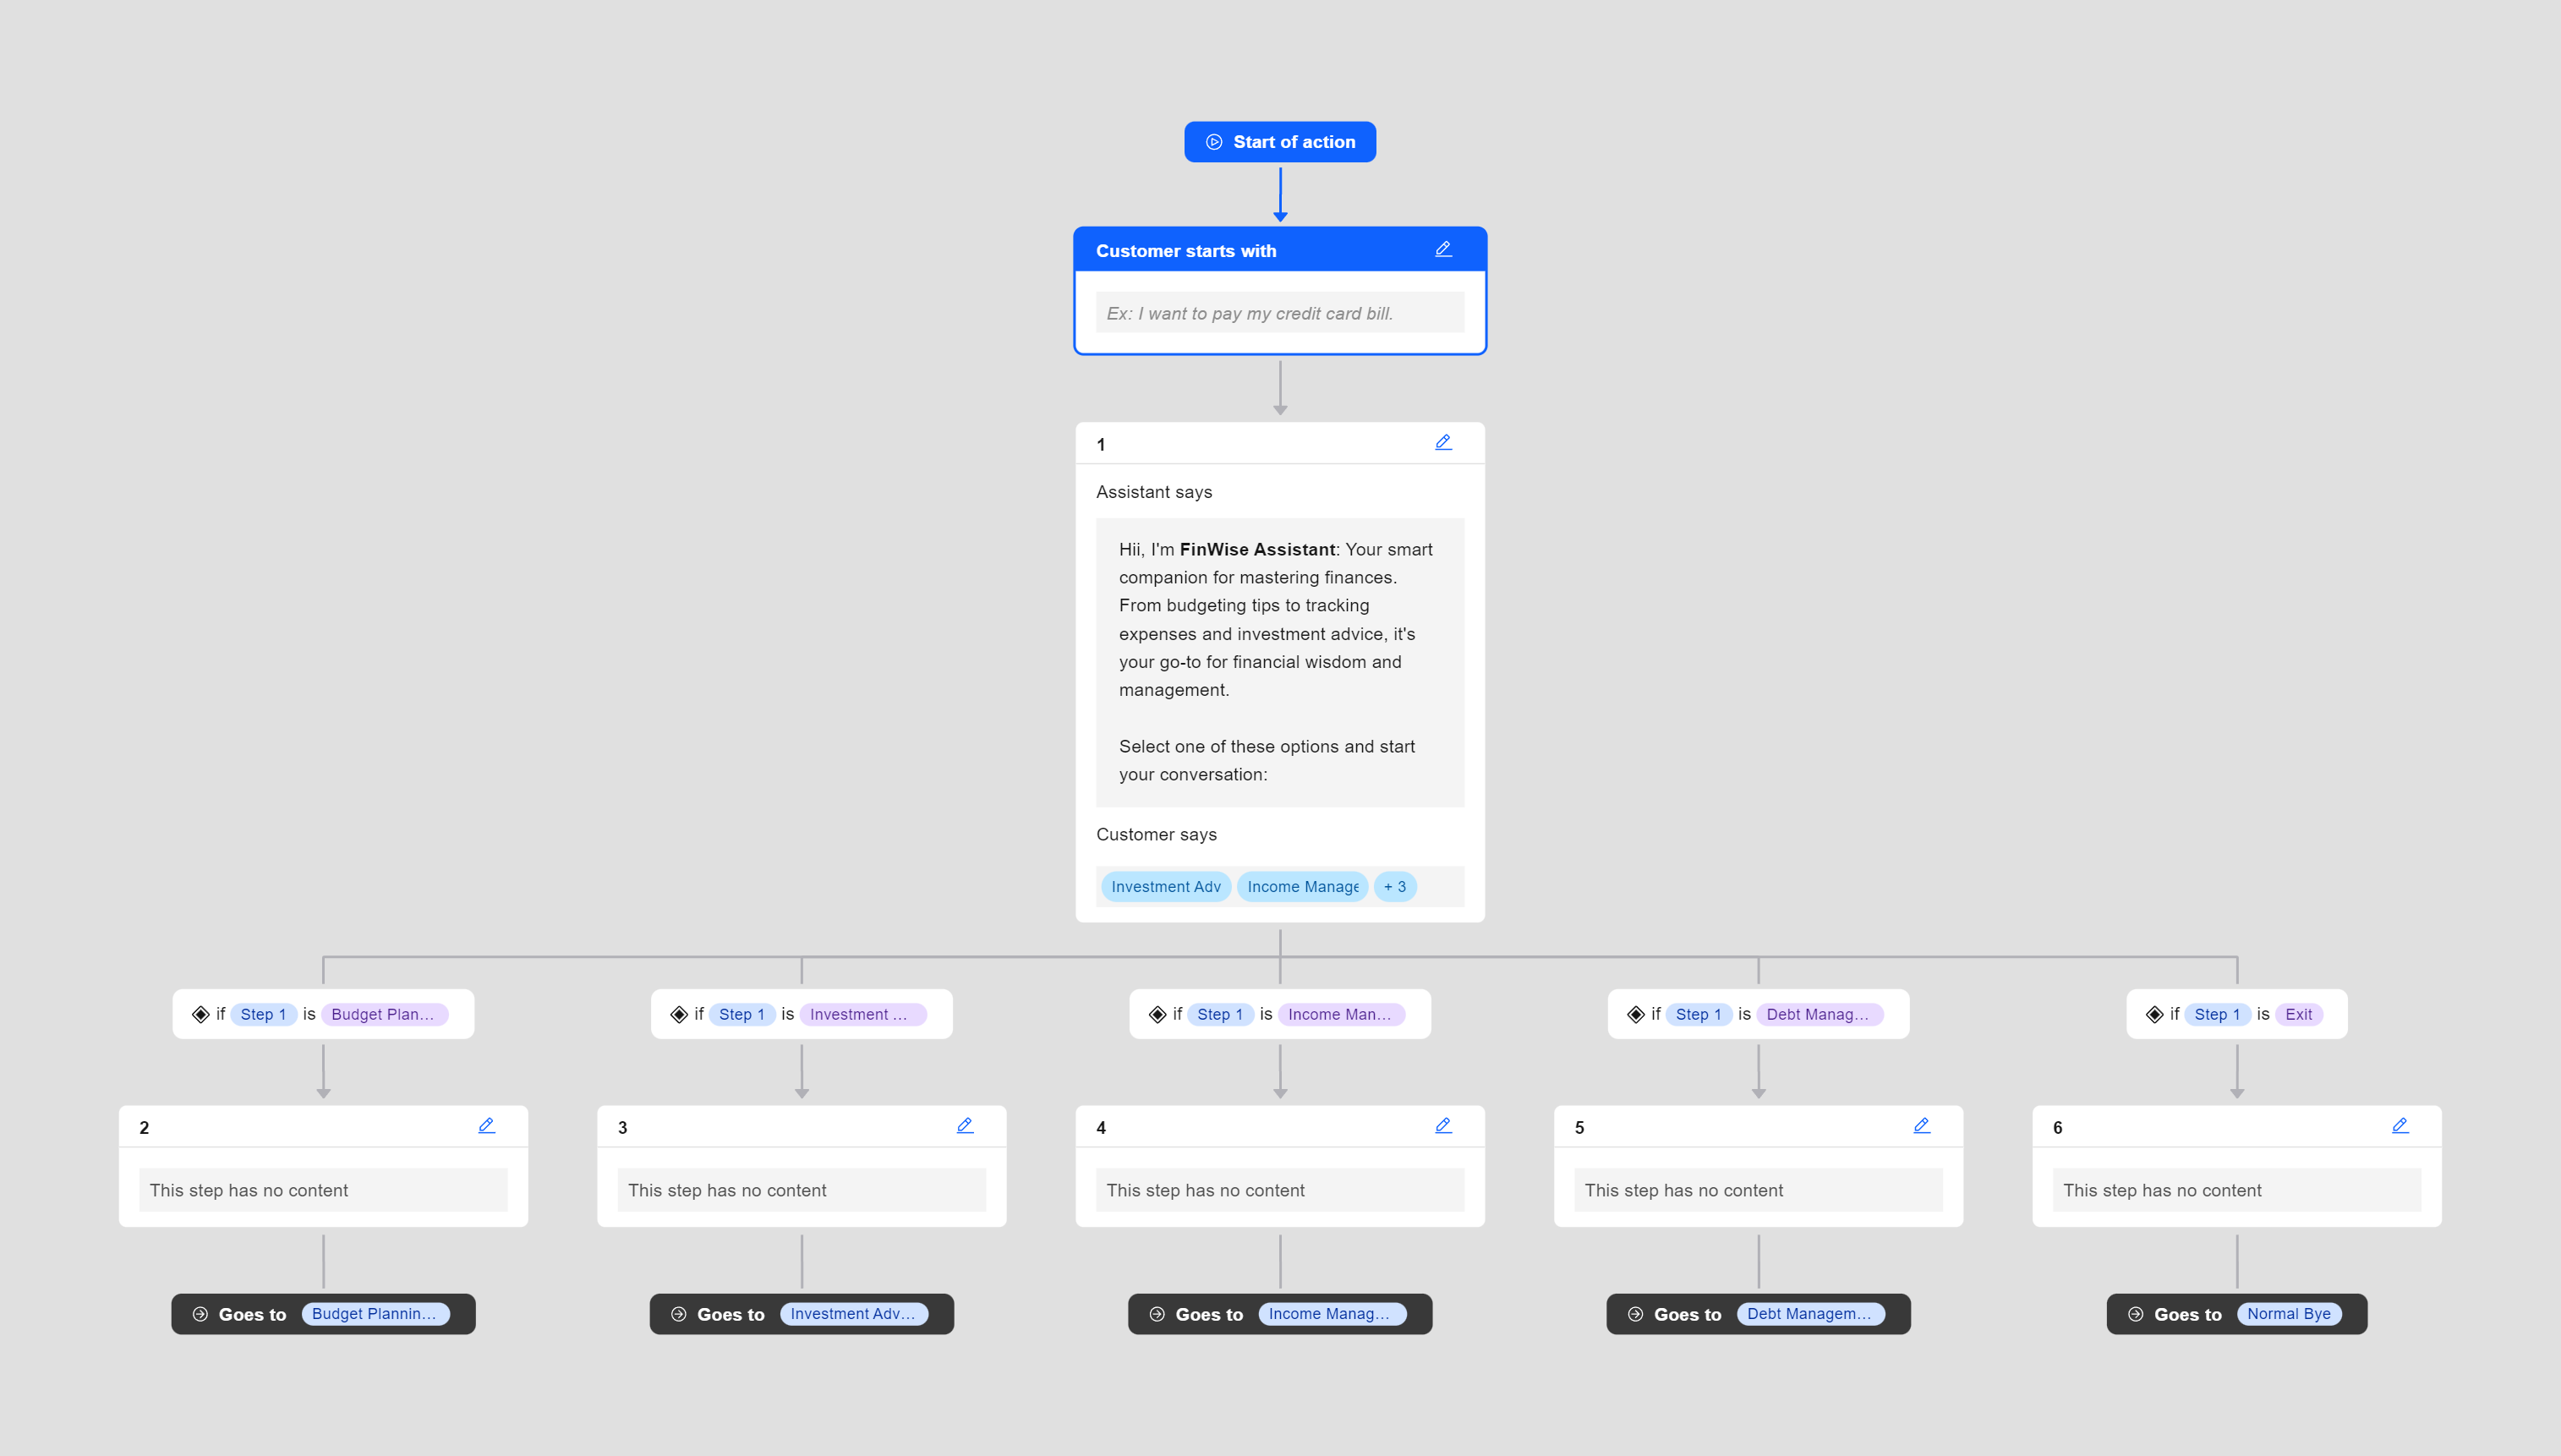 Start of action
Customer starts with
Ex: I want to pay my credit card bill.
1
Assistant says
Hii, I'm FinWise Assistant: Your smart
companion for mastering finances.
From budgeting tips to tracking
expenses and investment advice, it's
your go-to for financial wisdom and
management.
Select one of these options and start
your conversation:
Customer says
Investment Adv Income Manage + 3
if Step 1 is Budget Plan...
if Step 1 is Investment ...
if Step 1 is Income Man...
if Step 1 is Debt Manag...
if Step 1 is Exit
2
This step has no content
3
This step has no content
4
This step has no content
5
This step has no content
6
This step has no content
Goes to Budget Plannin...
Goes to Investment Adv...
Goes to Income Manag...
Goes to Debt Managem...
Goes to Normal Bye